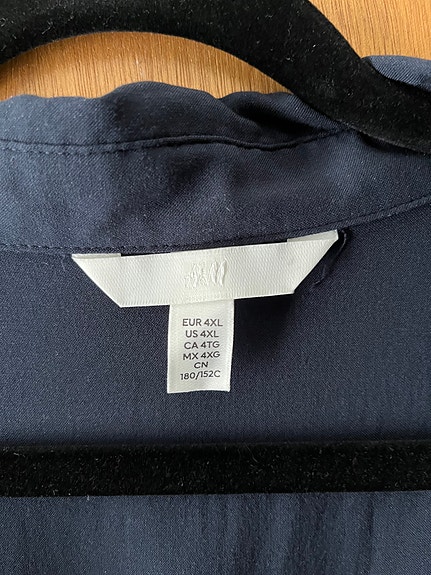 H&M
EUR 4XL
US 4XL
CA 4TG
MX 4XG
CN
180/152C